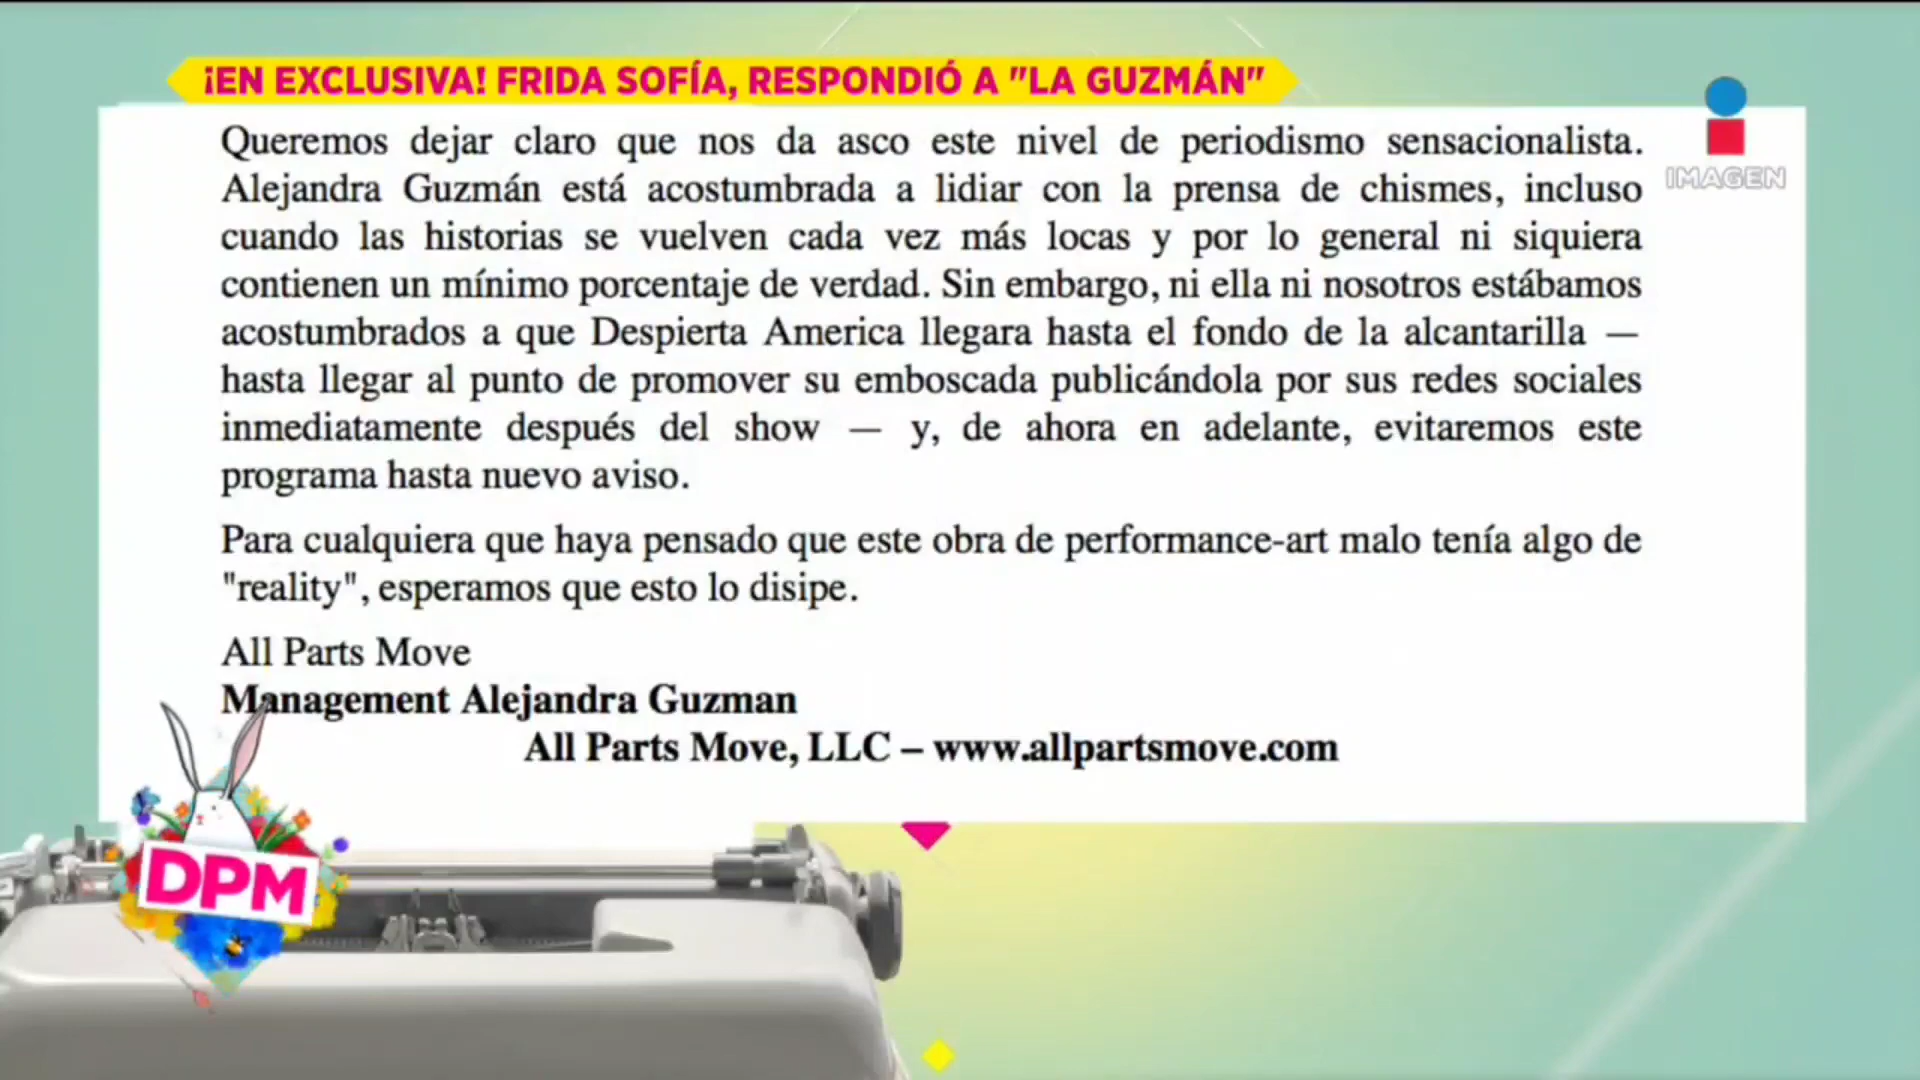 ¡EN EXCLUSIVA! FRIDA SOFÍA, RESPONDIÓ A "LA GUZMÁN"
IMAGEN
Queremos dejar claro que nos da asco este nivel de periodismo sensacionalista.
Alejandra Guzmán está acostumbrada a lidiar con la prensa de chismes, incluso
cuando las historias se vuelven cada vez más locas y por lo general ni siquiera
contienen un mínimo porcentaje de verdad. Sin embargo, ni ella ni nosotros estábamos
acostumbrados a que Despierta America llegara hasta el fondo de la alcantarilla —
hasta llegar al punto de promover su emboscada publicándola por sus redes sociales
inmediatamente después del show — y, de ahora en adelante, evitaremos este
programa hasta nuevo aviso.
Para cualquiera que haya pensado que este obra de performance-art malo tenía algo de
"reality", esperamos que esto lo disipe.
All Parts Move
Management Alejandra Guzman
All Parts Move, LLC – www.allpartsmove.com
DPM